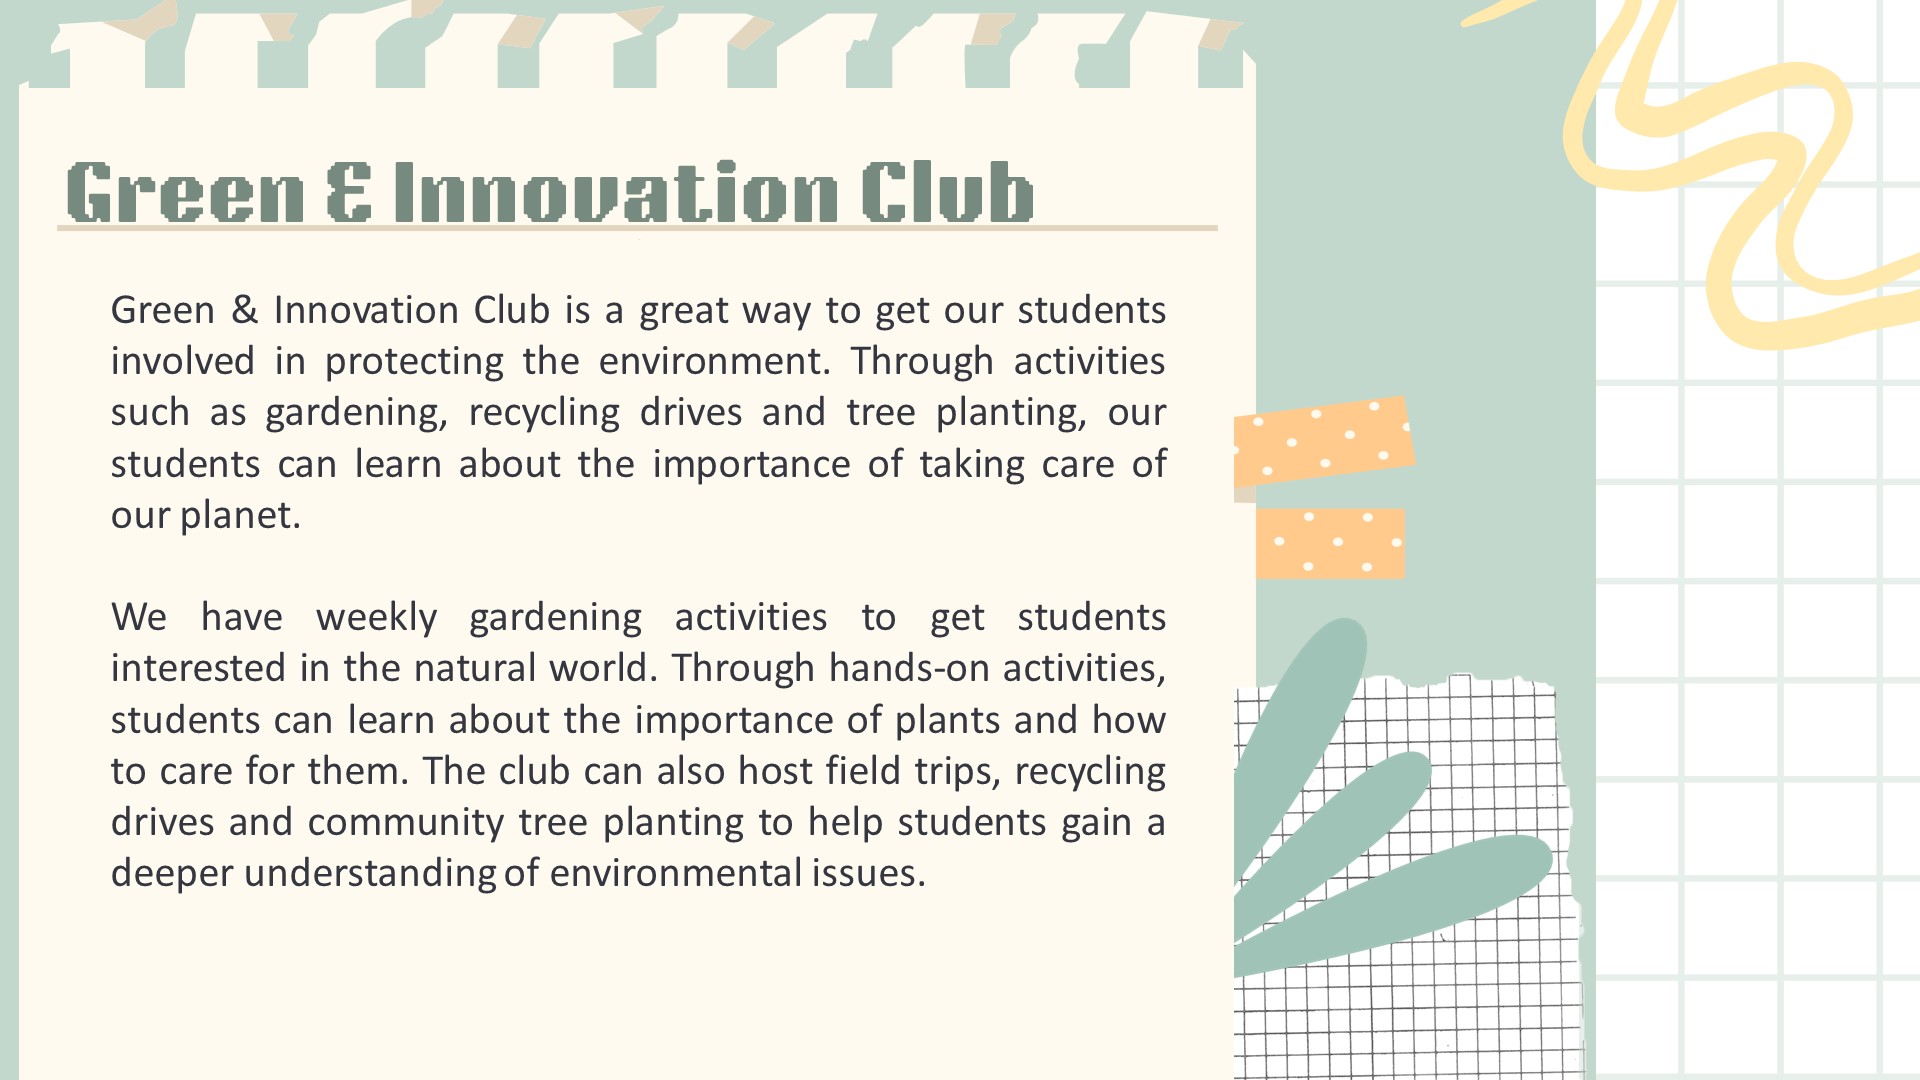 Green & Innovation Club
Green & Innovation Club is a great way to get our students
involved in protecting the environment. Through activities
such as gardening, recycling drives and tree planting, our
students can learn about the importance of taking care of
our planet.
We have weekly gardening activities to get students
interested in the natural world. Through hands-on activities,
students can learn about the importance of plants and how
to care for them. The club can also host field trips, recycling
drives and community tree planting to help students gain a
deeper understanding of environmental issues.